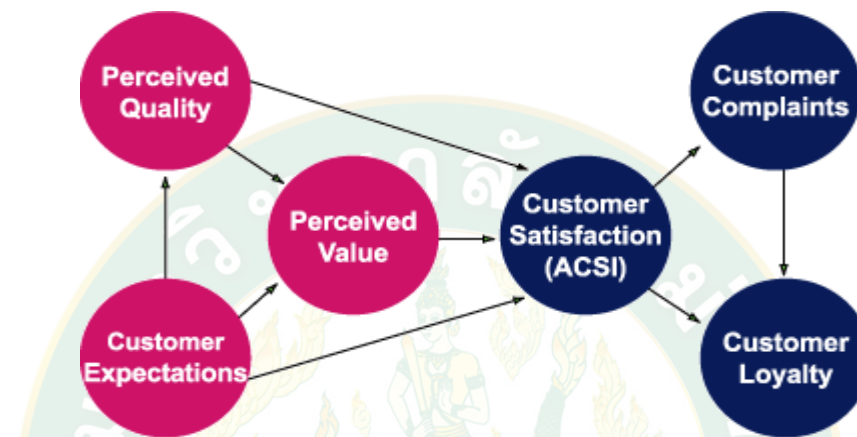 Perceived
Quality
Customer
Complaints
Perceived
Value
Customer
Satisfaction
(ACSI)
Customer
Expectations
Customer
Loyalty